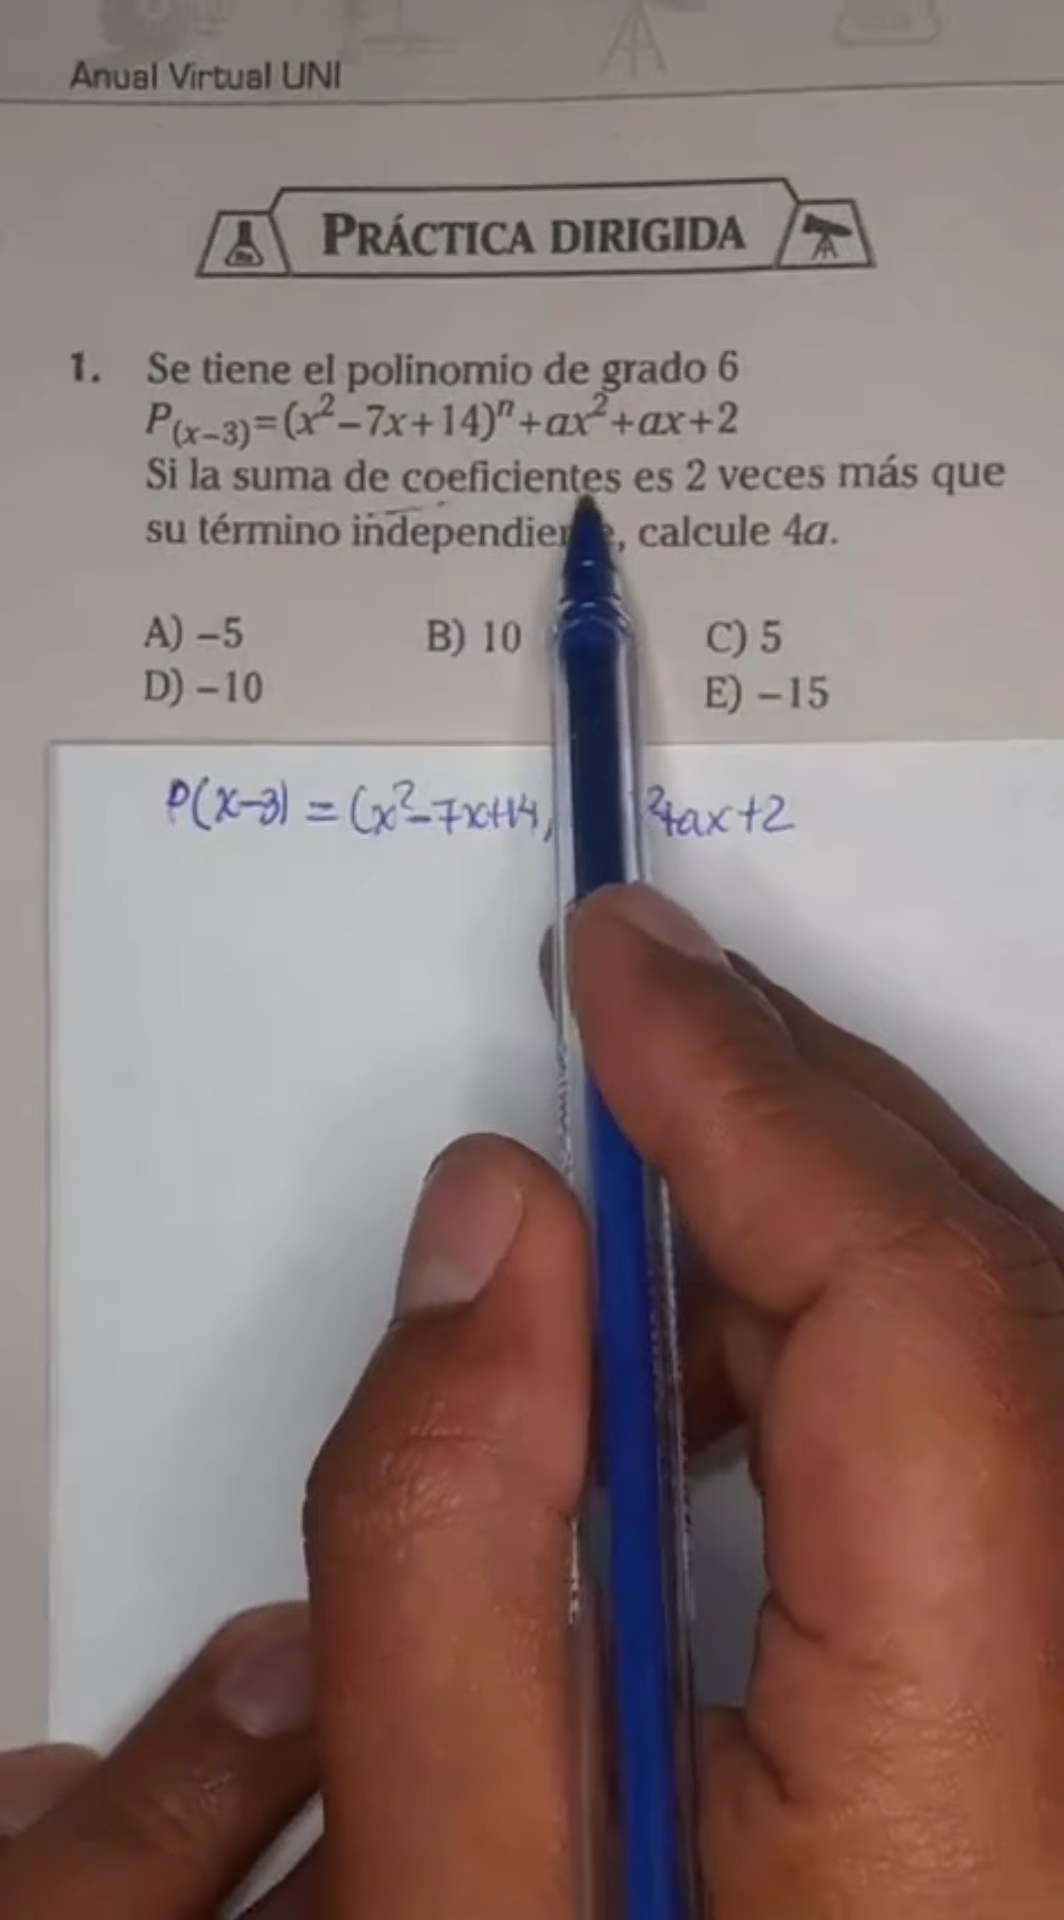 Anual Virtual UNI
PRÁCTICA DIRIGIDA
1. Se tiene el polinomio de grado 6
P(x–3)=(x²–7x+14)ⁿ+ax²+ax+2
Si la suma de coeficientes es 2 veces más que
su término , calcule 4a.
A) –5 B) 10 C) 5
D) –10 E) –15
P(x-3) = (x²-7x+14 ²+ax+2